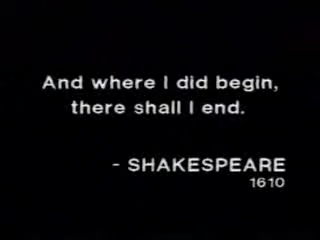 And where I did begin,
there shall I end.
- SHAKESPEARE
1610